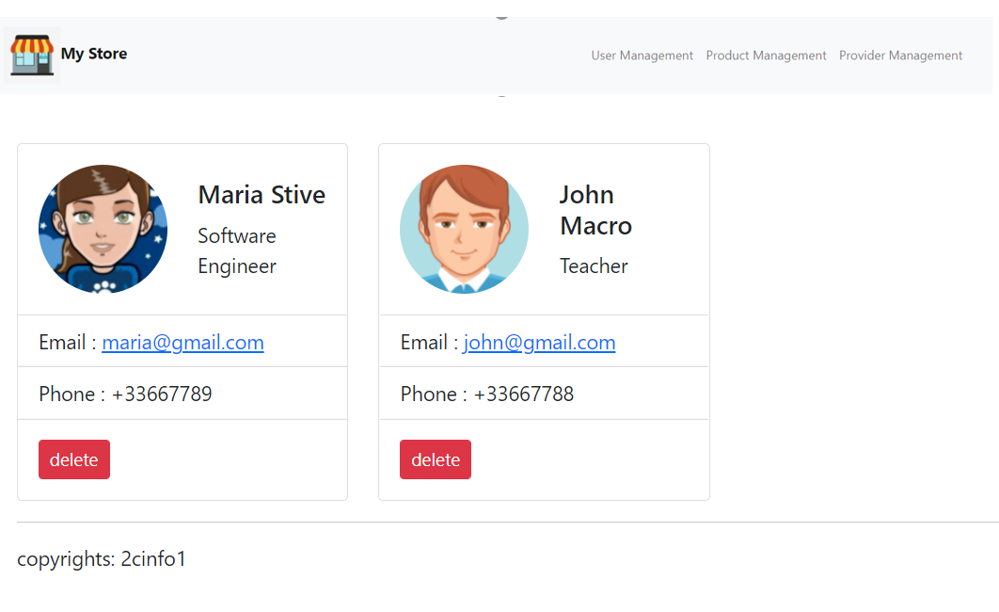 My Store
User Management Product Management Provider Management
Maria Stive
Software
Engineer
Email : maria@gmail.com
Phone : +33667789
delete
John
Macro
Teacher
Email : john@gmail.com
Phone : +33667788
delete
copyrights: 2cinfo1